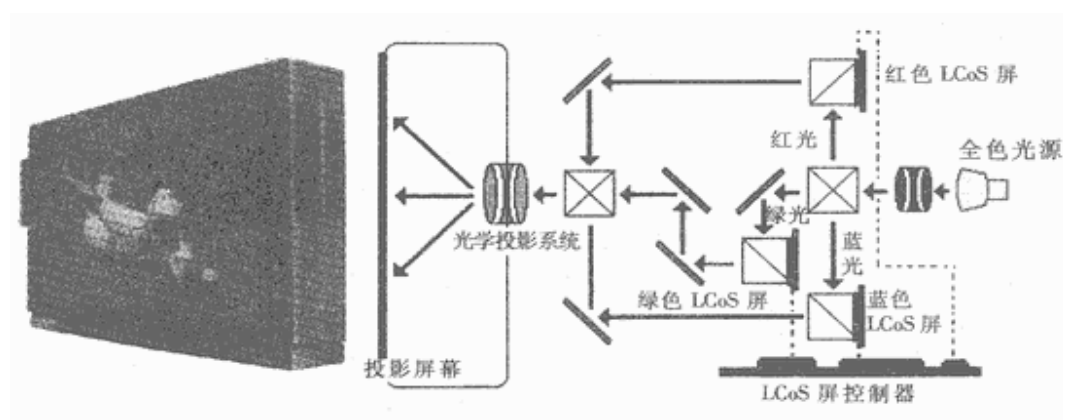 红色 LCoS 屏
红光
全色光源
绿光
蓝光
光学投影系统
绿色 LCoS 屏
蓝色
LCoS 屏
投影屏幕
LCoS 屏控制器